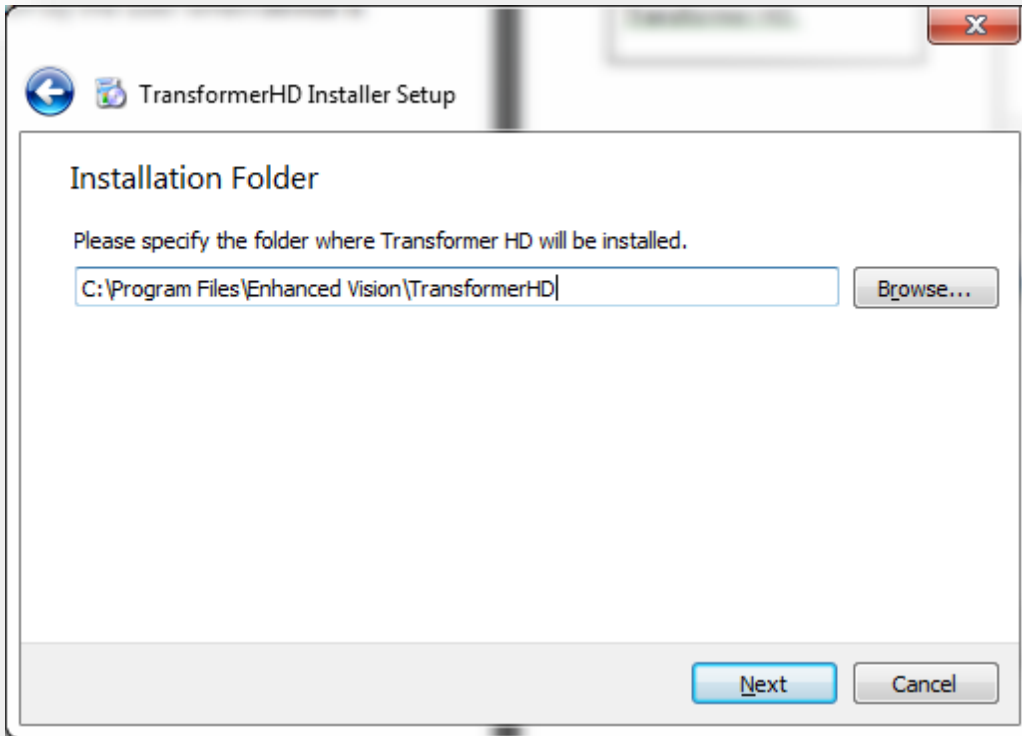 TransformerHD Installer Setup
Installation Folder
Please specify the folder where Transformer HD will be installed.
C:\Program Files\Enhanced Vision\TransformerHD
Browse...
Next
Cancel